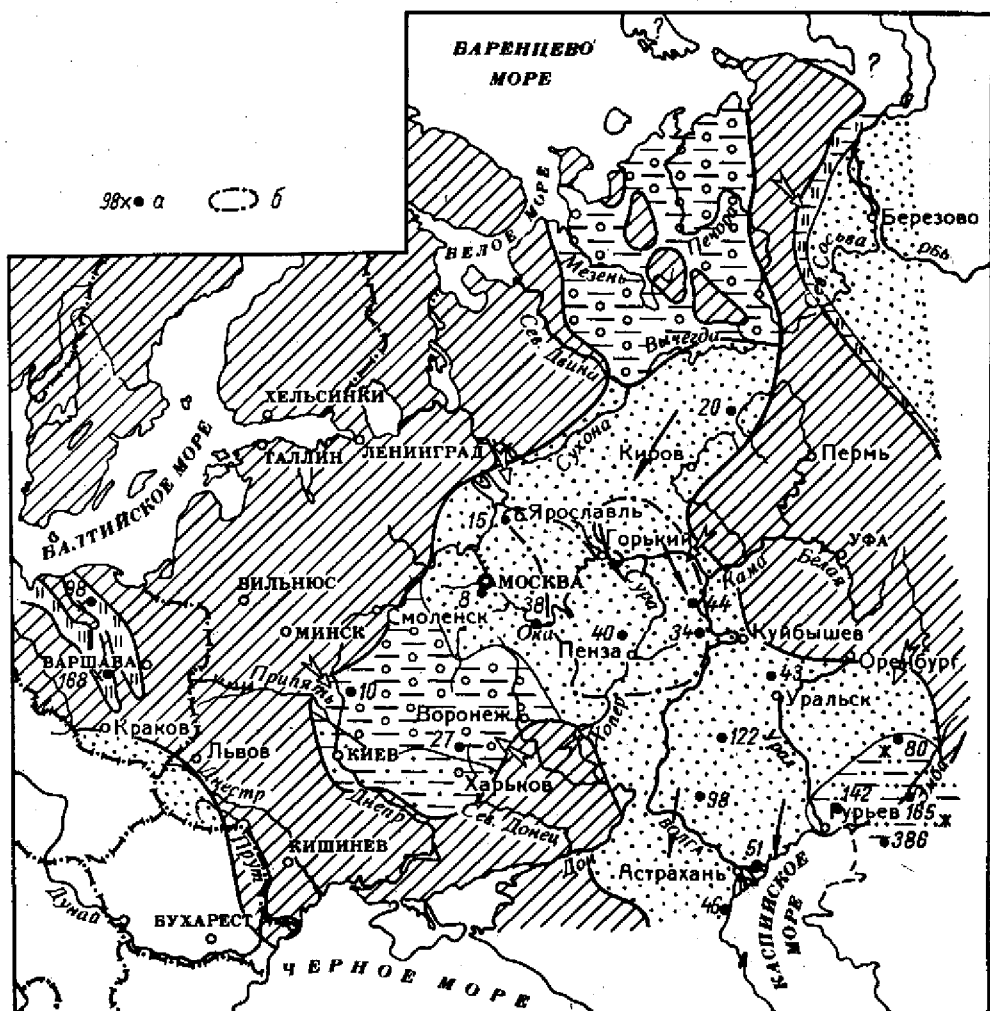 БАРЕНЦЕВО
МОРЕ
?
?
98× а
б
БЕЛОЕ МОРЕ
Мезень
Печора
Березово
Обь
Сев. Сосьва
Сев. Двина
Вычегда
ХЕЛЬСИНКИ
ТАЛЛИН
ЛЕНИНГРАД
Сухона
20
Киров
Пермь
БАЛТИЙСКОЕ МОРЕ
15
Ярославль
Горький
Кама
Белая
УФА
ВИЛЬНЮС
МОСКВА
8
38
Сура
44
98
МИНСК
СМОЛЕНСК
Ока
40
34
Куйбышев
ВАРШАВА
168
Пенза
43
Оренбург
Припять
10
Воронеж
Хопер
Уральск
Краков
Львов
КИЕВ
27
122
Урал
80
ж
Харьков
Эмба
Днестр
Днепр
Сев. Донец
98
142
Гурьев
185
ж
386
Прут
КИШИНЕВ
Дон
Волга
51
Астрахань
46
Дунай
БУХАРЕСТ
КАСПИЙСКОЕ
МОРЕ
ЧЕРНОЕ МОРЕ